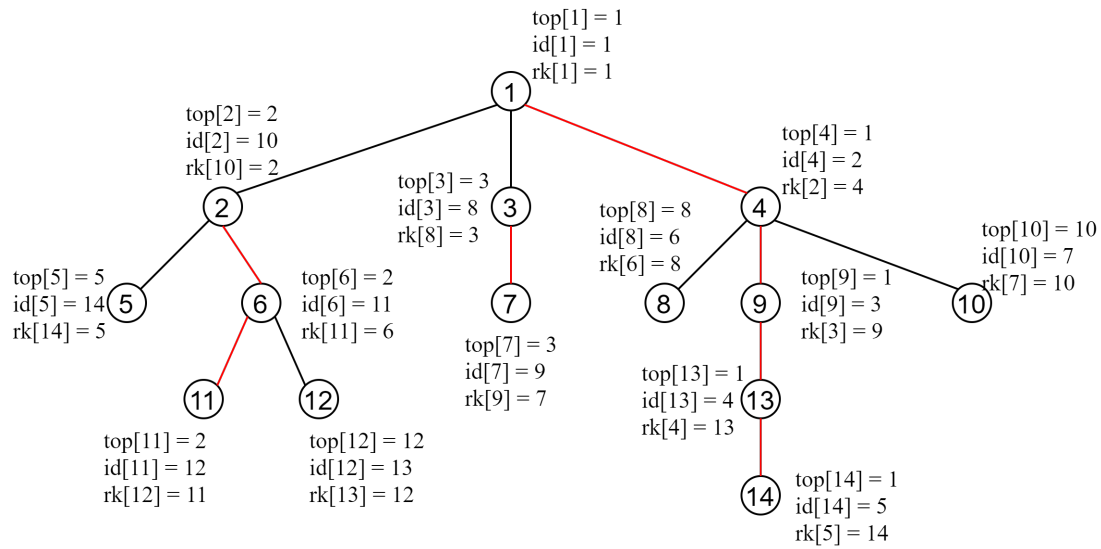 top[1] = 1
id[1] = 1
rk[1] = 1
1
top[2] = 2
id[2] = 10
rk[10] = 2
2
top[3] = 3
id[3] = 8
rk[8] = 3
3
top[4] = 1
id[4] = 2
rk[2] = 4
4
top[5] = 5
id[5] = 14
rk[14] = 5
5
top[6] = 2
id[6] = 11
rk[11] = 6
6
top[7] = 3
id[7] = 9
rk[9] = 7
7
top[8] = 8
id[8] = 6
rk[6] = 8
8
top[9] = 1
id[9] = 3
rk[3] = 9
9
top[10] = 10
id[10] = 7
rk[7] = 10
10
11
top[11] = 2
id[11] = 12
rk[12] = 11
12
top[12] = 12
id[12] = 13
rk[13] = 12
top[13] = 1
id[13] = 4
rk[4] = 13
13
14
top[14] = 1
id[14] = 5
rk[5] = 14